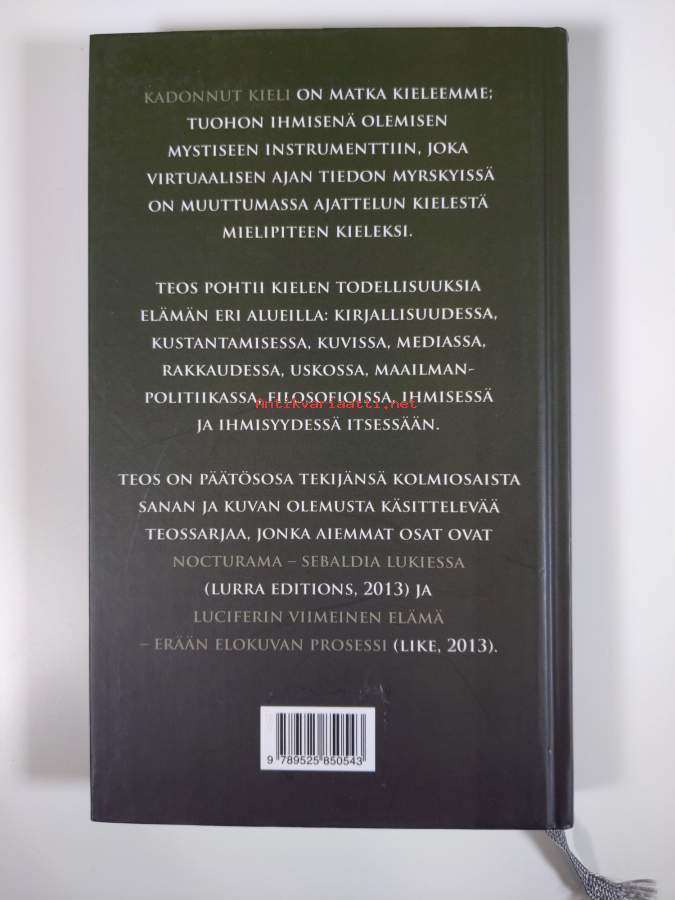 KADONNUT KIELI ON MATKA KIELEEMME;
TUOHON IHMISENÄ OLEMISEN
MYSTISEEN INSTRUMENTTIIN, JOKA
VIRTUAALISEN AJAN TIEDON MYRSKYISSÄ
ON MUUTTUMASSA AJATTELUN KIELESTÄ
MIELIPITEEN KIELEKSI.
TEOS POHTII KIELEN TODELLISUUKSIA
ELÄMÄN ERI ALUEILLA: KIRJALLISUUDESSA,
KUSTANTAMISESSA, KUVISSA, MEDIASSA,
RAKKAUDESSA, USKOSSA, MAAILMAN-
POLITIIKASSA, FILOSOFIOISSA, IHMISESSÄ
Antikvariaatti.net
JA IHMISYYDESSÄ ITSESSÄÄN.
TEOS ON PÄÄTÖSOSA TEKIJÄNSÄ KOLMIOSAISTA
SANAN JA KUVAN OLEMUSTA KÄSITTELEVÄÄ
TEOSSARJAA, JONKA AIEMMAT OSAT OVAT
NOCTURAMA – SEBALDIA LUKIESSA
(LURRA EDITIONS, 2013) JA
LUCIFERIN VIIMEINEN ELÄMÄ
– ERÄÄN ELOKUVAN PROSESSI (LIKE, 2013).
9 789525 850543